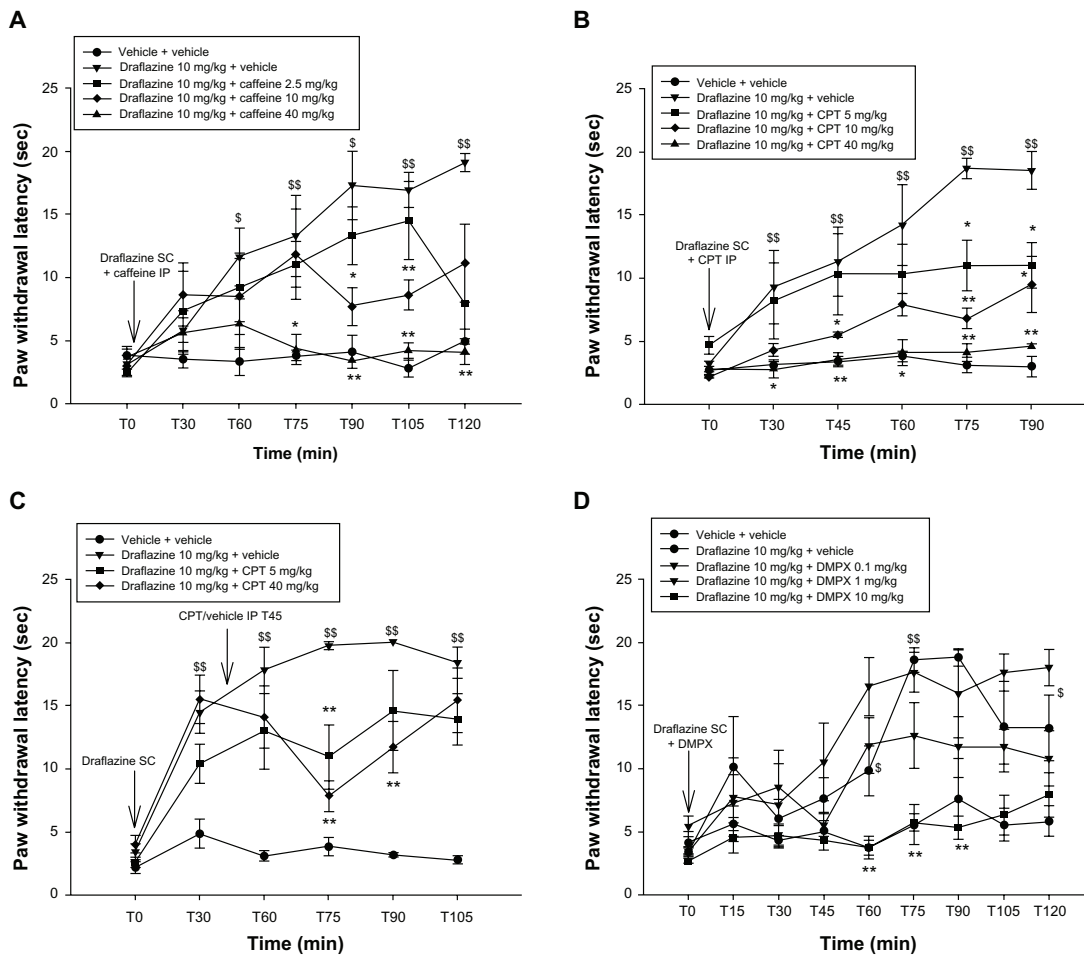 A
Vehicle + vehicle
Draflazine 10 mg/kg + vehicle
Draflazine 10 mg/kg + caffeine 2.5 mg/kg
Draflazine 10 mg/kg + caffeine 10 mg/kg
Draflazine 10 mg/kg + caffeine 40 mg/kg
Paw withdrawal latency (sec)
25
20
15
10
5
0
Draflazine SC
+ caffeine IP
$
$$
$
$$
$$
*
*
**
**
**
**
T0 T30 T60 T75 T90 T105 T120
Time (min)
B
Vehicle + vehicle
Draflazine 10 mg/kg + vehicle
Draflazine 10 mg/kg + CPT 5 mg/kg
Draflazine 10 mg/kg + CPT 10 mg/kg
Draflazine 10 mg/kg + CPT 40 mg/kg
Paw withdrawal latency (sec)
25
20
15
10
5
0
Draflazine SC
+ CPT IP
$$
$$
$$
$$
$$
*
*
*
**
*
**
**
*
**
*
T0 T30 T45 T60 T75 T90
Time (min)
C
Vehicle + vehicle
Draflazine 10 mg/kg + vehicle
Draflazine 10 mg/kg + CPT 5 mg/kg
Draflazine 10 mg/kg + CPT 40 mg/kg
Paw withdrawal latency (sec)
25
20
15
10
5
0
CPT/vehicle IP T45
Draflazine SC
$$
$$
$$
$$
$$
**
**
**
T0 T30 T60 T75 T90 T105
Time (min)
D
Vehicle + vehicle
Draflazine 10 mg/kg + vehicle
Draflazine 10 mg/kg + DMPX 0.1 mg/kg
Draflazine 10 mg/kg + DMPX 1 mg/kg
Draflazine 10 mg/kg + DMPX 10 mg/kg
Paw withdrawal latency (sec)
25
20
15
10
5
0
Draflazine SC
+ DMPX
$$
$
$
**
**
**
T0 T15 T30 T45 T60 T75 T90 T105 T120
Time (min)